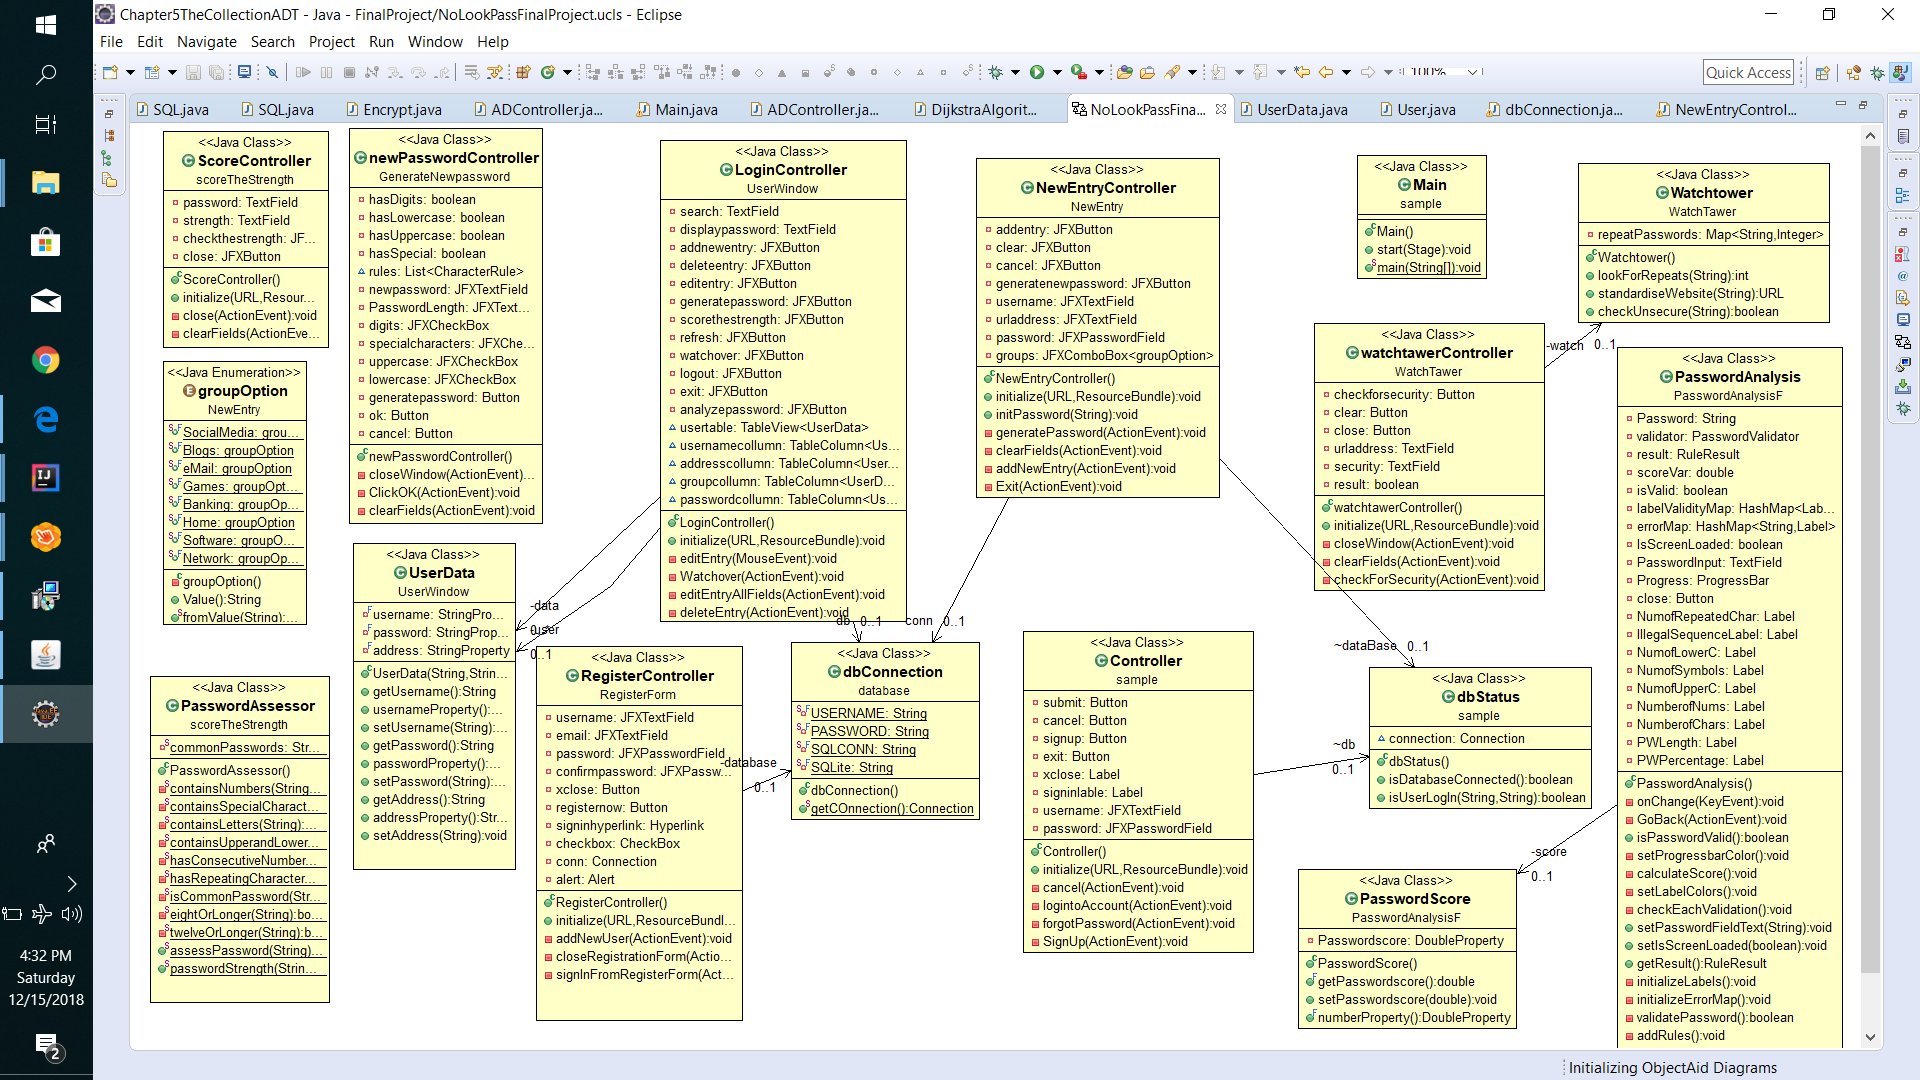 Chapter5TheCollectionADT - Java - FinalProject/NoLookPassFinalProject.ucls - Eclipse
File Edit Navigate Search Project Run Window Help
100%
Quick Access
SQL.java SQL.java Encrypt.java ADController.ja... Main.java ADController.ja... DijkstraAlgorit... NoLookPassFina... UserData.java User.java dbConnection.ja... NewEntryControl...
<<Java Class>>
ScoreController
scoreTheStrength
password: TextField
strength: TextField
checkthestrength: JF...
close: JFXButton
ScoreController()
initialize(URL,Resour...
close(ActionEvent):void
clearFields(ActionEve...
<<Java Enumeration>>
groupOption
NewEntry
SocialMedia: grou...
Blogs: groupOption
eMail: groupOption
Games: groupOpt...
Banking: groupOp...
Home: groupOption
Software: groupO...
Network: groupOp...
groupOption()
Value():String
fromValue(String):...
<<Java Class>>
PasswordAssessor
scoreTheStrength
commonPasswords: Str...
PasswordAssessor()
containsNumbers(String...
containsSpecialCharact...
containsLetters(String):...
containsUpperandLower...
hasConsecutiveNumber...
hasRepeatingCharacter...
isCommonPassword(Str...
eightOrLonger(String):bo...
twelveOrLonger(String):b...
assessPassword(String)...
passwordStrength(Strin...
<<Java Class>>
newPasswordController
GenerateNewpassword
hasDigits: boolean
hasLowercase: boolean
hasUppercase: boolean
hasSpecial: boolean
rules: List<CharacterRule>
newpassword: JFXTextField
PasswordLength: JFXText...
digits: JFXCheckBox
specialcharacters: JFXChe...
uppercase: JFXCheckBox
lowercase: JFXCheckBox
generatepassword: Button
ok: Button
cancel: Button
newPasswordController()
closeWindow(ActionEvent)...
ClickOK(ActionEvent):void
clearFields(ActionEvent):void
<<Java Class>>
UserData
UserWindow
username: StringPro...
password: StringProp...
address: StringProperty
UserData(String,Strin...
getUsername():String
usernameProperty():...
setUsername(String):...
getPassword():String
passwordProperty():...
setPassword(String):...
getAddress():String
addressProperty():Str...
setAddress(String):void
<<Java Class>>
LoginController
UserWindow
search: TextField
displaypassword: TextField
addnewentry: JFXButton
deleteentry: JFXButton
editentry: JFXButton
generatepassword: JFXButton
scorethestrength: JFXButton
refresh: JFXButton
watchover: JFXButton
logout: JFXButton
exit: JFXButton
analyzepassword: JFXButton
usertable: TableView<UserData>
usernamecollumn: TableColumn<Us...
addresscollumn: TableColumn<User...
groupcollumn: TableColumn<UserD...
passwordcollumn: TableColumn<Us...
LoginController()
initialize(URL,ResourceBundle):void
editEntry(MouseEvent):void
Watchover(ActionEvent):void
editEntryAllFields(ActionEvent):void
deleteEntry(ActionEvent):void
-data
user
0..1
db 0..1
conn 0..1
<<Java Class>>
RegisterController
RegisterForm
username: JFXTextField
email: JFXTextField
password: JFXPasswordField
confirmpassword: JFXPassw...
xclose: Button
registernow: Button
signinhyperlink: Hyperlink
checkbox: CheckBox
conn: Connection
alert: Alert
RegisterController()
initialize(URL,ResourceBundl...
addNewUser(ActionEvent):void
closeRegistrationForm(Actio...
signInFromRegisterForm(Act...
-database
0..1
<<Java Class>>
dbConnection
database
USERNAME: String
PASSWORD: String
SQLCONN: String
SQLite: String
dbConnection()
getCOnnection():Connection
<<Java Class>>
NewEntryController
NewEntry
addentry: JFXButton
clear: JFXButton
cancel: JFXButton
generatenewpassword: JFXButton
username: JFXTextField
urladdress: JFXTextField
password: JFXPasswordField
groups: JFXComboBox<groupOption>
NewEntryController()
initialize(URL,ResourceBundle):void
initPassword(String):void
generatePassword(ActionEvent):void
clearFields(ActionEvent):void
addNewEntry(ActionEvent):void
Exit(ActionEvent):void
<<Java Class>>
Controller
sample
submit: Button
cancel: Button
signup: Button
exit: Button
xclose: Label
signinlable: Label
username: JFXTextField
password: JFXPasswordField
Controller()
initialize(URL,ResourceBundle):void
cancel(ActionEvent):void
logintoAccount(ActionEvent):void
forgotPassword(ActionEvent):void
SignUp(ActionEvent):void
<<Java Class>>
Main
sample
Main()
start(Stage):void
main(String[]):void
<<Java Class>>
watchtawerController
WatchTawer
checkforsecurity: Button
clear: Button
close: Button
urladdress: TextField
security: TextField
result: boolean
watchtawerController()
initialize(URL,ResourceBundle):void
closeWindow(ActionEvent):void
clearFields(ActionEvent):void
checkForSecurity(ActionEvent):void
-watch 0..1
~dataBase 0..1
<<Java Class>>
dbStatus
sample
connection: Connection
dbStatus()
isDatabaseConnected():boolean
isUserLogIn(String,String):boolean
~db
0..1
<<Java Class>>
PasswordScore
PasswordAnalysisF
Passwordscore: DoubleProperty
PasswordScore()
getPasswordscore():double
setPasswordscore(double):void
numberProperty():DoubleProperty
-score
0..1
<<Java Class>>
Watchtower
WatchTawer
repeatPasswords: Map<String,Integer>
Watchtower()
lookForRepeats(String):int
standardiseWebsite(String):URL
checkUnsecure(String):boolean
<<Java Class>>
PasswordAnalysis
PasswordAnalysisF
Password: String
validator: PasswordValidator
result: RuleResult
scoreVar: double
isValid: boolean
labelValidityMap: HashMap<Lab...
errorMap: HashMap<String,Label>
IsScreenLoaded: boolean
PasswordInput: TextField
Progress: ProgressBar
close: Button
NumofRepeatedChar: Label
IllegalSequenceLabel: Label
NumofLowerC: Label
NumofSymbols: Label
NumofUpperC: Label
NumberofNums: Label
NumberofChars: Label
PWLength: Label
PWPercentage: Label
PasswordAnalysis()
onChange(KeyEvent):void
GoBack(ActionEvent):void
isPasswordValid():boolean
setProgressbarColor():void
calculateScore():void
setLabelColors():void
checkEachValidation():void
setPasswordFieldText(String):void
setIsScreenLoaded(boolean):void
getResult():RuleResult
initializeLabels():void
initializeErrorMap():void
validatePassword():boolean
addRules():void
4:32 PM
Saturday
12/15/2018
2
Initializing ObjectAid Diagrams